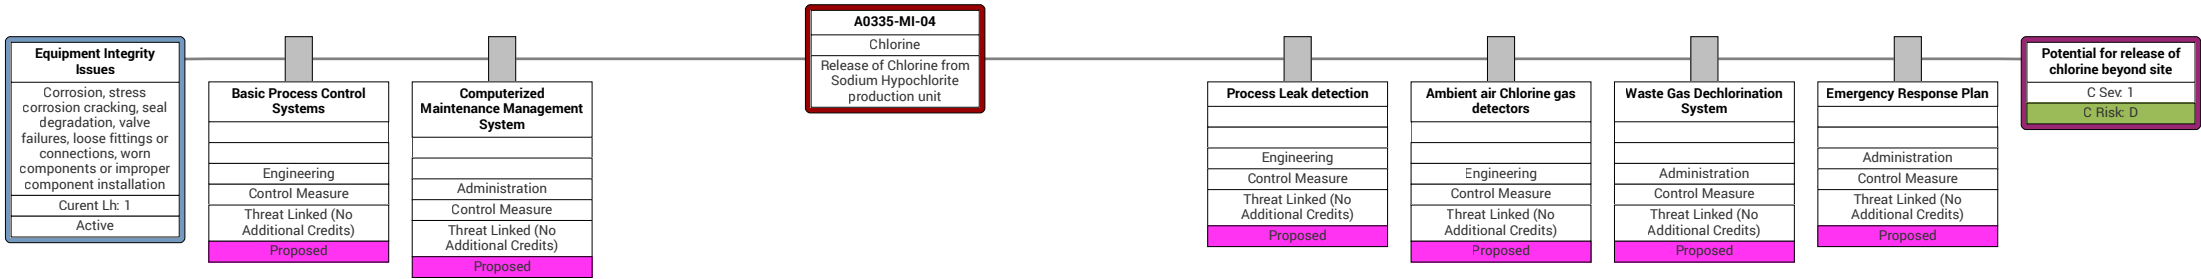 Equipment Integrity
Issues
Corrosion, stress
corrosion cracking, seal
degradation, valve
failures, loose fittings or
connections, worn
components or improper
component installation
Curent Lh: 1
Active
Basic Process Control
Systems
Engineering
Control Measure
Threat Linked (No
Additional Credits)
Proposed
Computerized
Maintenance Management
System
Administration
Control Measure
Threat Linked (No
Additional Credits)
Proposed
A0335-MI-04
Chlorine
Release of Chlorine from
Sodium Hypochlorite
production unit
Process Leak detection
Engineering
Control Measure
Threat Linked (No
Additional Credits)
Proposed
Ambient air Chlorine gas
detectors
Engineering
Control Measure
Threat Linked (No
Additional Credits)
Proposed
Waste Gas Dechlorination
System
Administration
Control Measure
Threat Linked (No
Additional Credits)
Proposed
Emergency Response Plan
Administration
Control Measure
Threat Linked (No
Additional Credits)
Proposed
Potential for release of
chlorine beyond site
C Sev: 1
C Risk: D